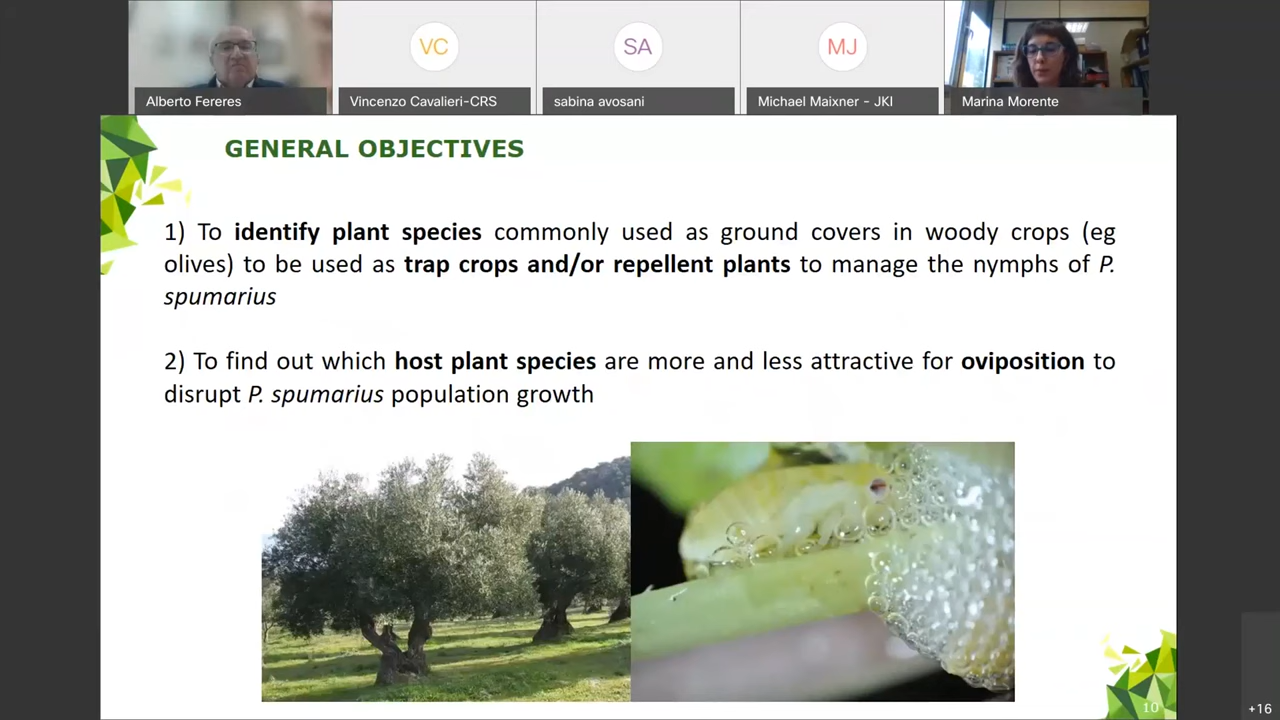 VC
SA
MJ
Alberto Fereres
Vincenzo Cavalieri-CRS
sabina avosani
Michael Maixner - JKI
Marina Morente
GENERAL OBJECTIVES
1) To identify plant species commonly used as ground covers in woody crops (eg
olives) to be used as trap crops and/or repellent plants to manage the nymphs of P.
spumarius
2) To find out which host plant species are more and less attractive for oviposition to
disrupt P. spumarius population growth
10
+16